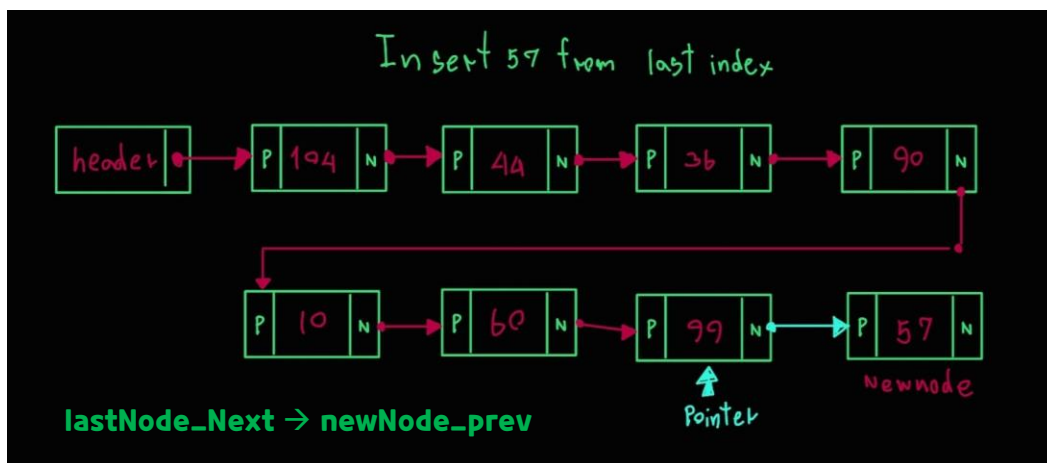 Insert 57 from last index
header P 104 N P 44 N P 36 N P 90 N
P 10 N P 60 N P 99 N P 57 N
Newnode
Pointer
lastNode_Next → newNode_prev